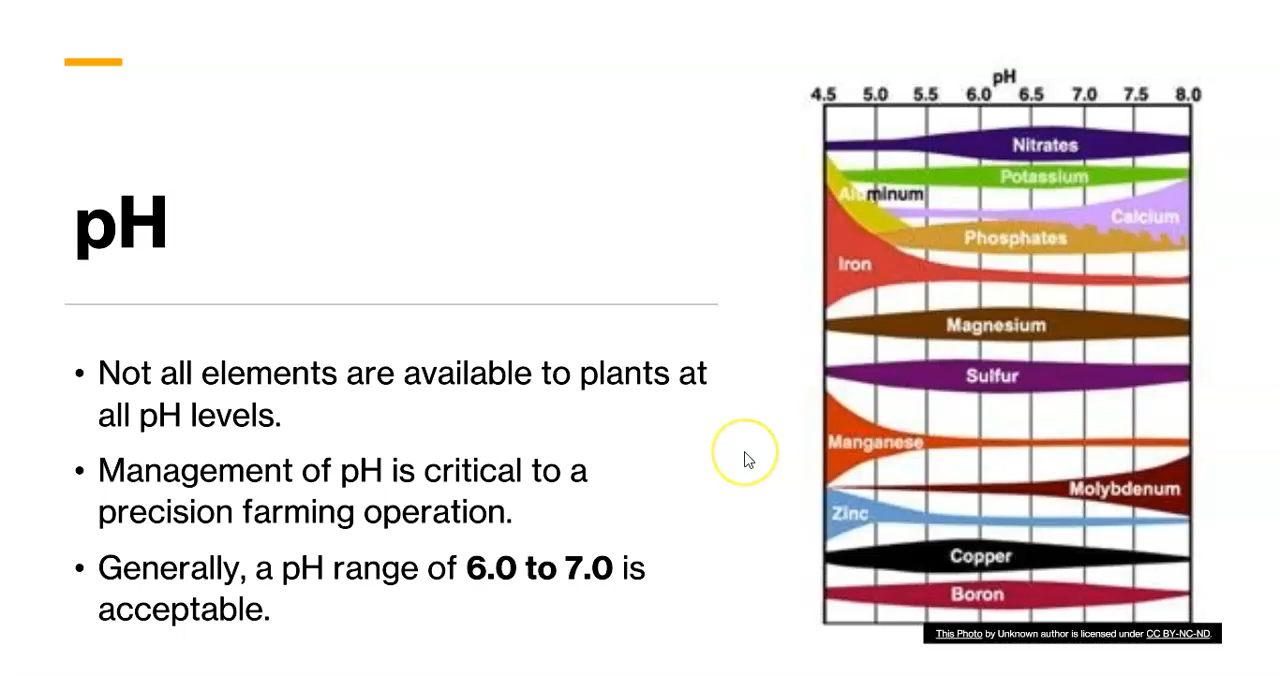 pH
• Not all elements are available to plants at
all pH levels.
• Management of pH is critical to a
precision farming operation.
• Generally, a pH range of 6.0 to 7.0 is
acceptable.
pH
4.5 5.0 5.5 6.0 6.5 7.0 7.5 8.0
Nitrates
Potassium
Aluminum
Calcium
Phosphates
Iron
Magnesium
Sulfur
Manganese
Molybdenum
Zinc
Copper
Boron
This Photo by Unknown author is licensed under CC BY-NC-ND.